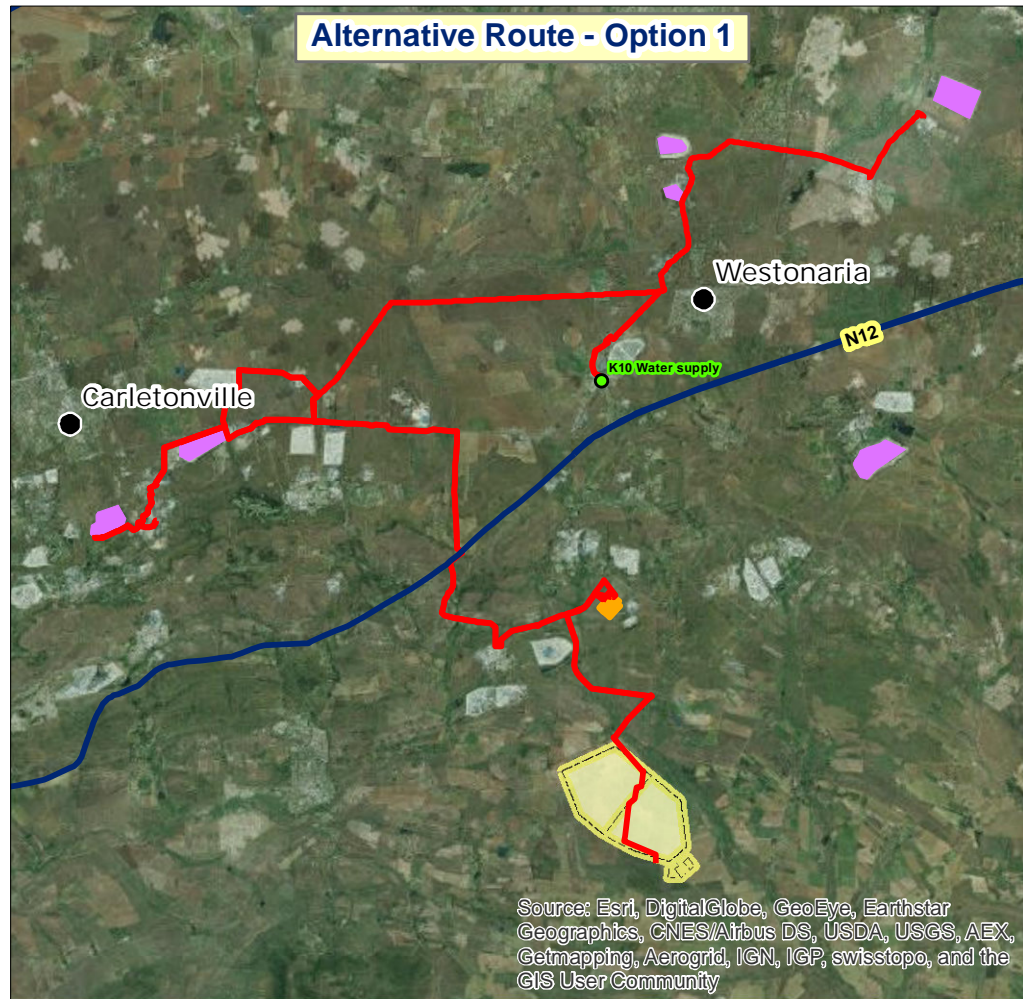 Alternative Route - Option 1
Westonaria
N12
K10 Water supply
Carletonville
Source: Esri, DigitalGlobe, GeoEye, Earthstar
Geographics, CNES/Airbus DS, USDA, USGS, AEX,
Getmapping, Aerogrid, IGN, IGP, swisstopo, and the
GIS User Community